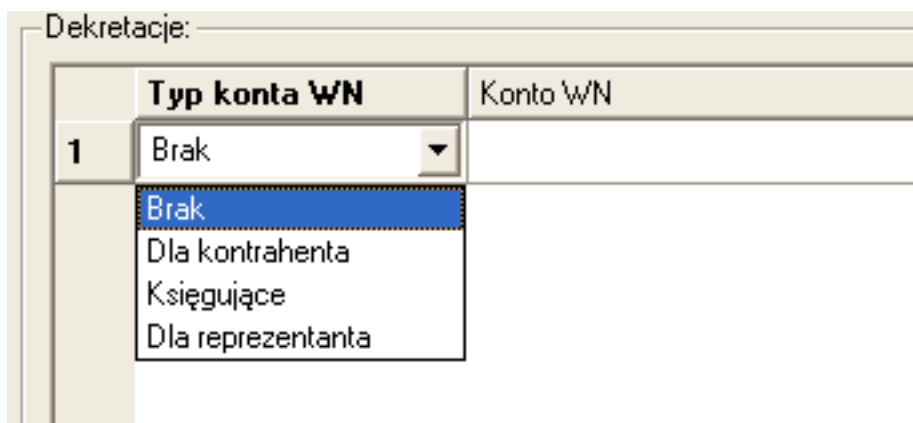 Dekretacje:
Typ konta WN Konto WN
1 Brak
Brak
Dla kontrahenta
Księgujące
Dla reprezentanta